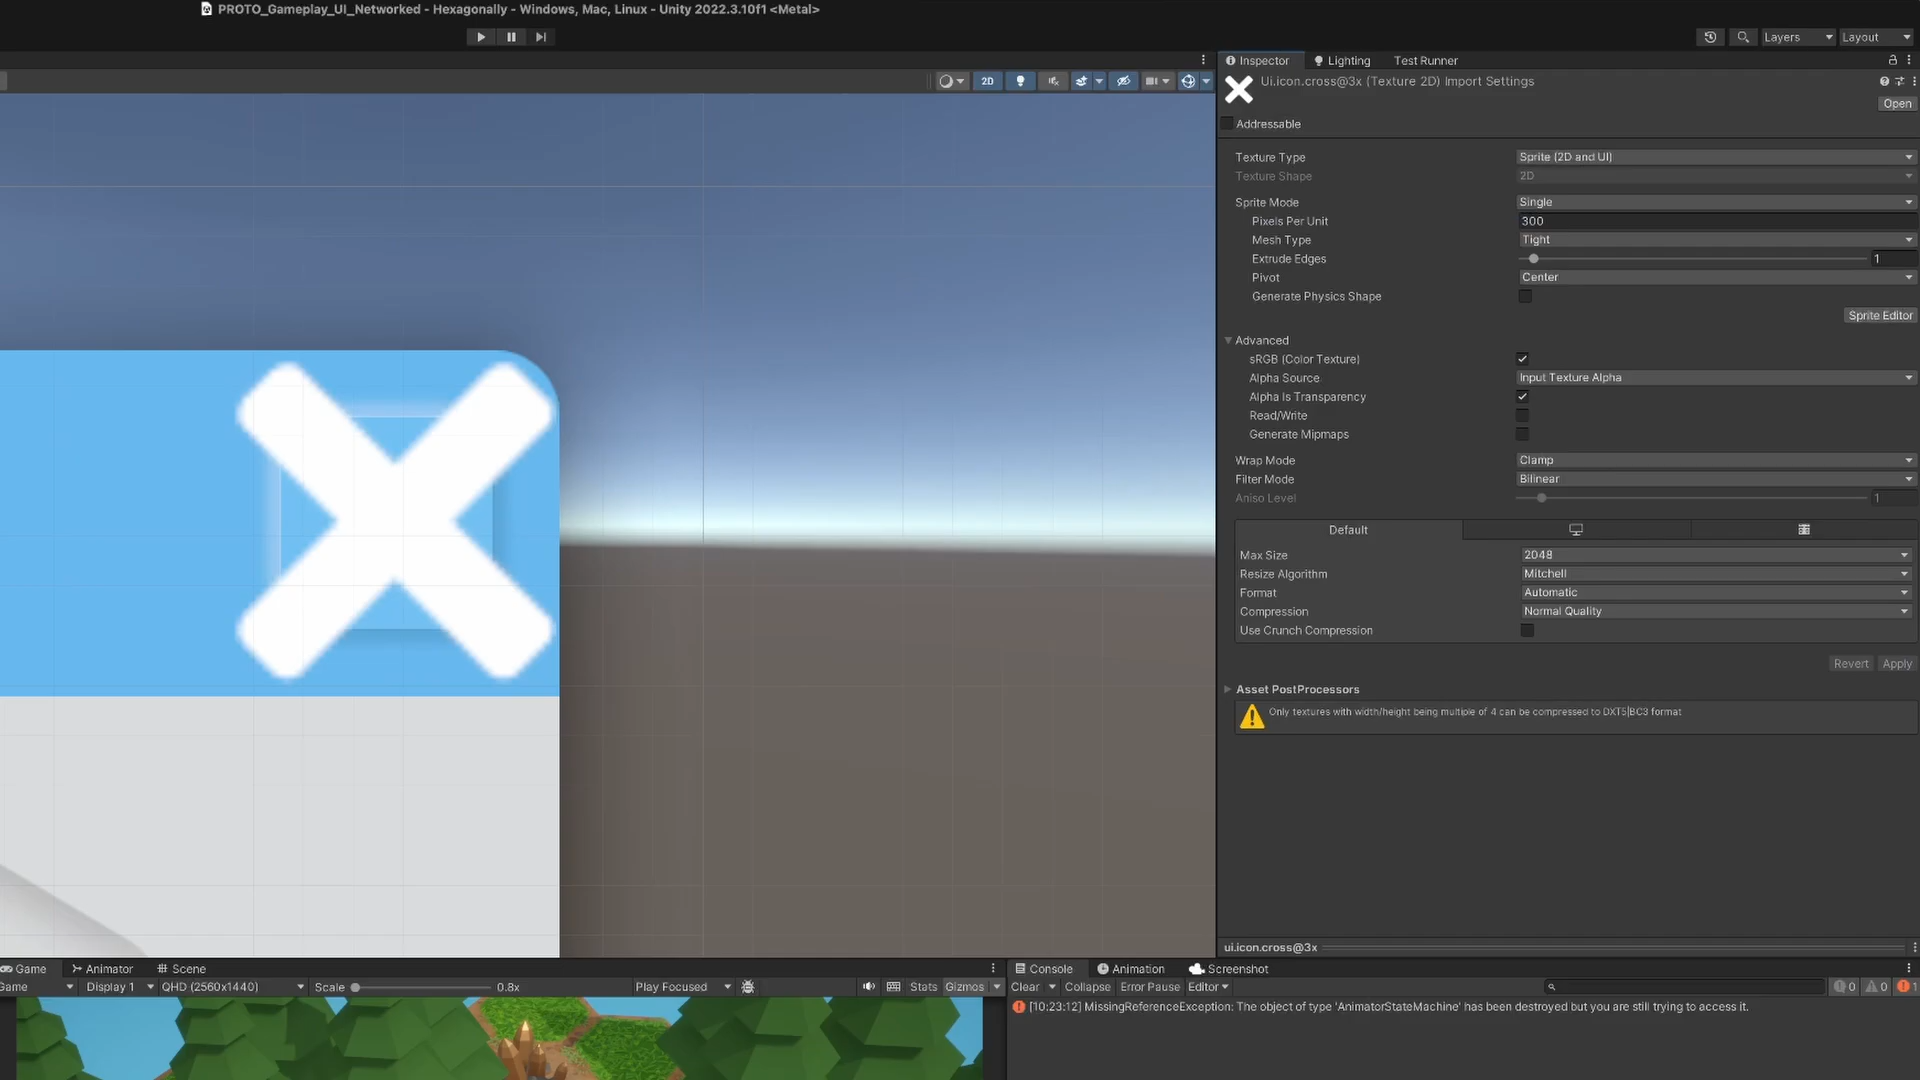 PROTO_Gameplay_UI_Networked - Hexagonally - Windows, Mac, Linux - Unity 2022.3.10f1 <Metal>
Layers
Layout
2D
Inspector
Lighting
Test Runner
Ui.icon.cross@3x (Texture 2D) Import Settings
Open
Addressable
Texture Type
Sprite (2D and UI)
Texture Shape
2D
Sprite Mode
Single
Pixels Per Unit
300
Mesh Type
Tight
Extrude Edges
1
Pivot
Center
Generate Physics Shape
Sprite Editor
Advanced
sRGB (Color Texture)
Alpha Source
Input Texture Alpha
Alpha Is Transparency
Read/Write
Generate Mipmaps
Wrap Mode
Clamp
Filter Mode
Bilinear
Aniso Level
1
Default
Max Size
2048
Resize Algorithm
Mitchell
Format
Automatic
Compression
Normal Quality
Use Crunch Compression
Revert
Apply
Asset PostProcessors
Only textures with width/height being multiple of 4 can be compressed to DXT5|BC3 format
ui.icon.cross@3x
Game
Animator
Scene
Game
Display 1
QHD (2560x1440)
Scale
0.8x
Play Focused
Stats
Gizmos
Console
Animation
Screenshot
Clear
Collapse
Error Pause
Editor
0
0
1
[10:23:12] MissingReferenceException: The object of type 'AnimatorStateMachine' has been destroyed but you are still trying to access it.